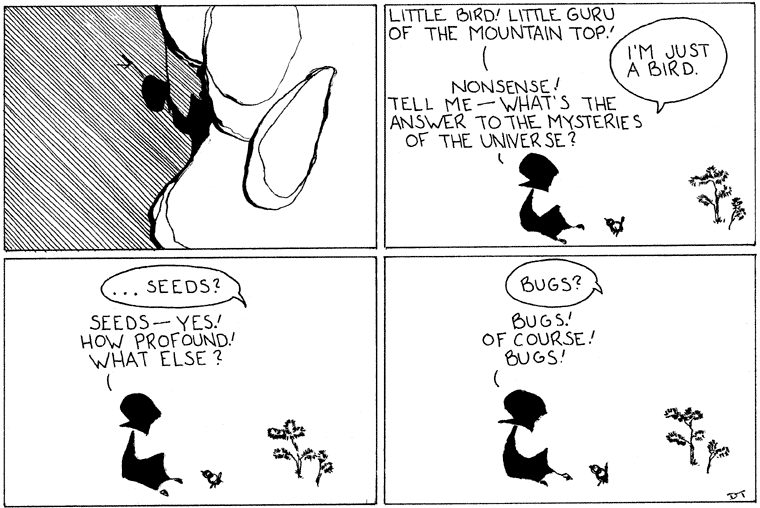 LITTLE BIRD! LITTLE GURU
OF THE MOUNTAIN TOP!
I'M JUST
A BIRD.
NONSENSE!
TELL ME — WHAT'S THE
ANSWER TO THE MYSTERIES
OF THE UNIVERSE?
... SEEDS?
SEEDS — YES!
HOW PROFOUND!
WHAT ELSE?
BUGS?
BUGS!
OF COURSE!
BUGS!
DT